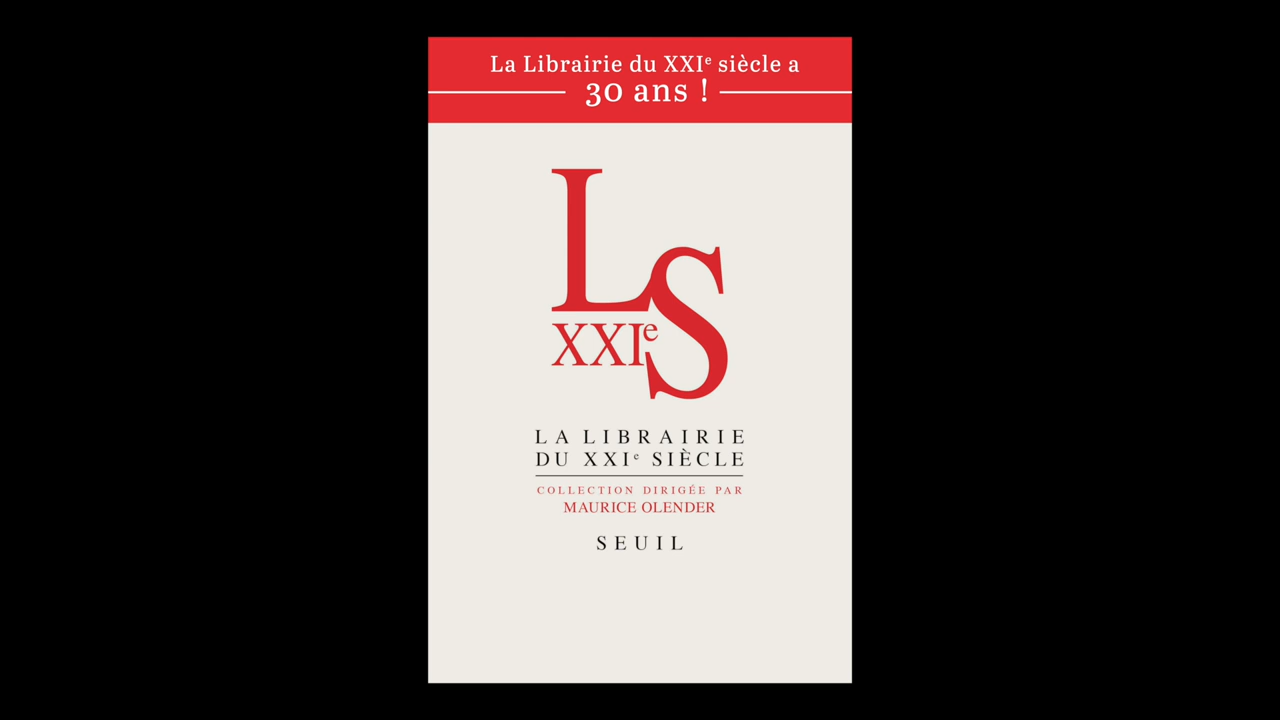 La Librairie du XXIᵉ siècle a
30 ans !
LS
XXIᵉ
LA LIBRAIRIE
DU XXIᵉ SIÈCLE
COLLECTION DIRIGÉE PAR
MAURICE OLENDER
SEUIL